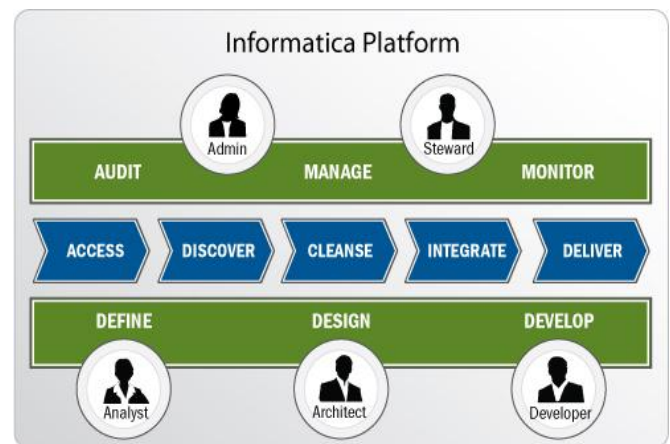 Informatica Platform
Admin Steward
AUDIT MANAGE MONITOR
ACCESS DISCOVER CLEANSE INTEGRATE DELIVER
DEFINE DESIGN DEVELOP
Analyst Architect Developer